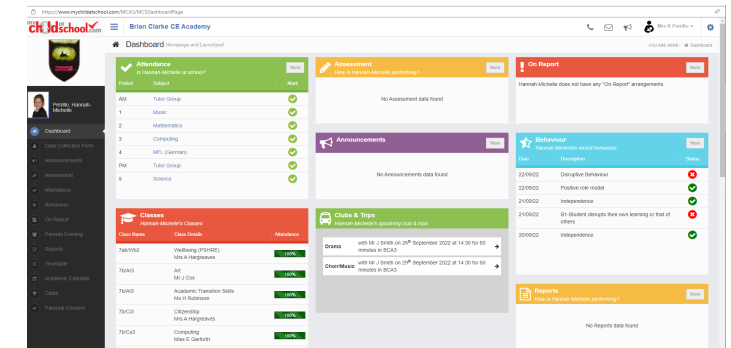 https://www.mychildatschool.com/MCAS/MCSDashboardPage
my child at school.com
Brian Clarke CE Academy
Mrs K Petrillo
Dashboard Homepage and Launchpad
YOU ARE HERE: Dashboard
Petrillo, Hannah-Michelle
Dashboard
Data Collection Form
Announcements
Assessment
Attendance
Behaviour
On Report
Parents Evening
Reports
Timetable
Academic Calendar
Clubs
Parental Consent
Attendance
Is Hannah-Michelle at school?
More
Period Subject Mark
AM Tutor Group
1 Music
2 Mathematics
3 Computing
4 MFL (German)
PM Tutor Group
5 Science
Classes
Hannah-Michelle's Classes
Class Name Class Details Attendance
7ab/Wb2 Wellbeing (PSHRE) 100%
Mrs A Hargreaves
7b/Ar3 Art 100%
Mr J Cox
7b/At3 Academic Transition Skills 100%
Ms H Robinson
7b/Ci3 Citizenship 100%
Mrs A Hargreaves
7b/Co3 Computing 100%
Miss E Garforth
Assessment
How is Hannah-Michelle performing?
More
No Assessment data found
Announcements
More
No Announcements data found
Clubs & Trips
Hannah-Michelle's upcoming club & trips
Drama with Mr J Smith on 26th September 2022 at 14:30 for 60 minutes in BCA3
Choir/Music with Mr J Smith on 29th September 2022 at 14:30 for 60 minutes in BCA3
On Report
More
Hannah-Michelle does not have any "On Report" arrangements
Behaviour
Hannah-Michelle's recent behaviour
More
Date Description Status
22/09/22 Disruptive Behaviour
22/09/22 Positive role model
21/09/22 Independence
21/09/22 B1-Student disrupts their own learning or that of others
20/09/22 Independence
Reports
How is Hannah-Michelle performing?
More
No Reports data found